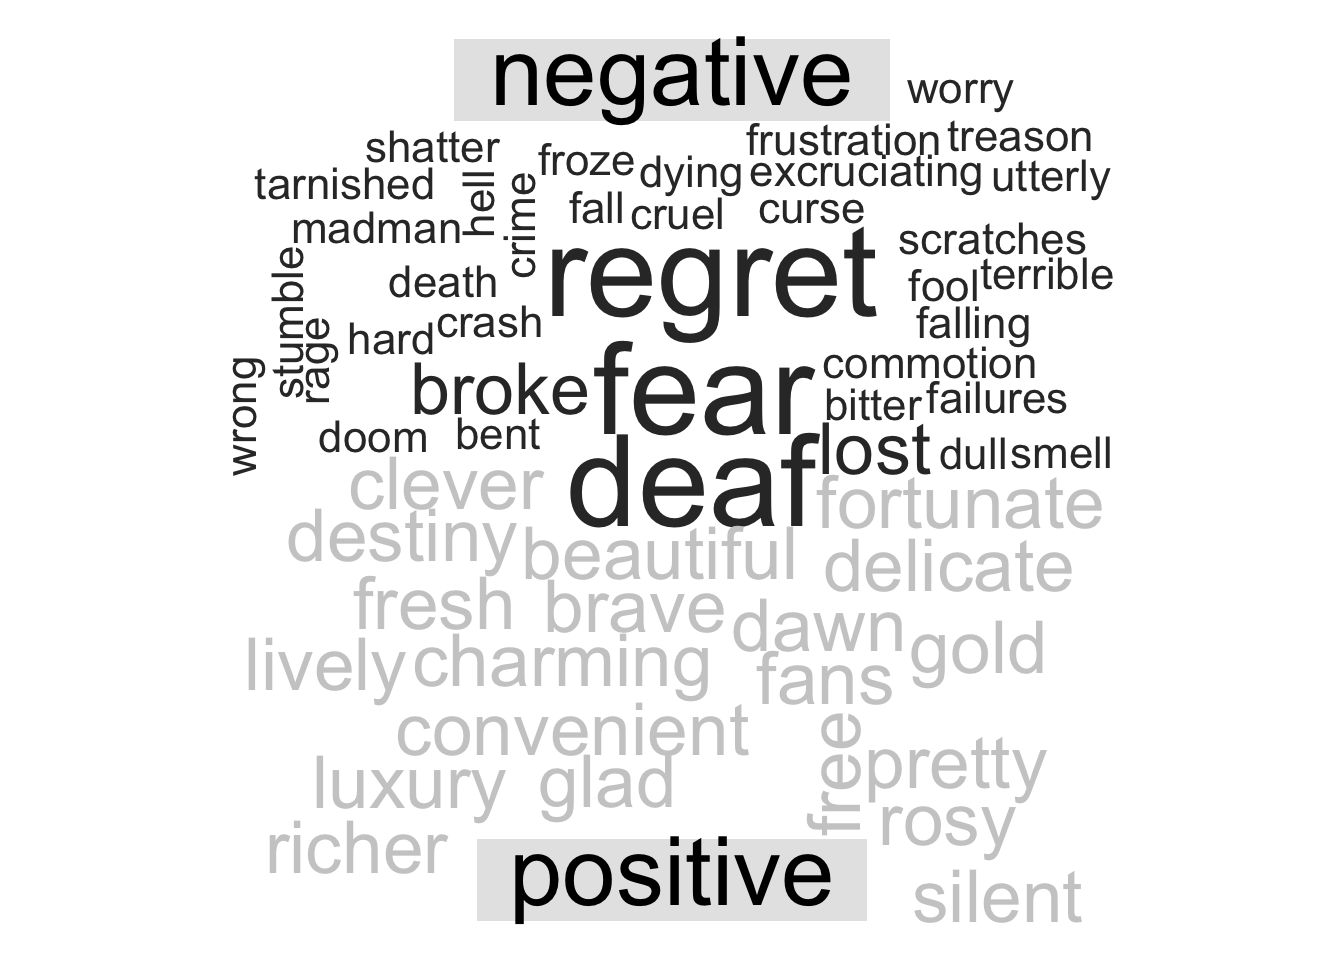 negative
worry
shatter
froze
frustration
treason
tarnished
hell
crime
dying
excruciating
utterly
madman
fall
cruel
curse
stumble
death
regret
scratches
fool
terrible
rage
hard
crash
falling
wrong
broke
fear
commotion
bitter
failures
doom
bent
deaf
lost
dull
smell
clever
fortunate
destiny
beautiful
delicate
fresh
brave
dawn
gold
lively
charming
fans
convenient
free
pretty
luxury
glad
rosy
richer
positive
silent